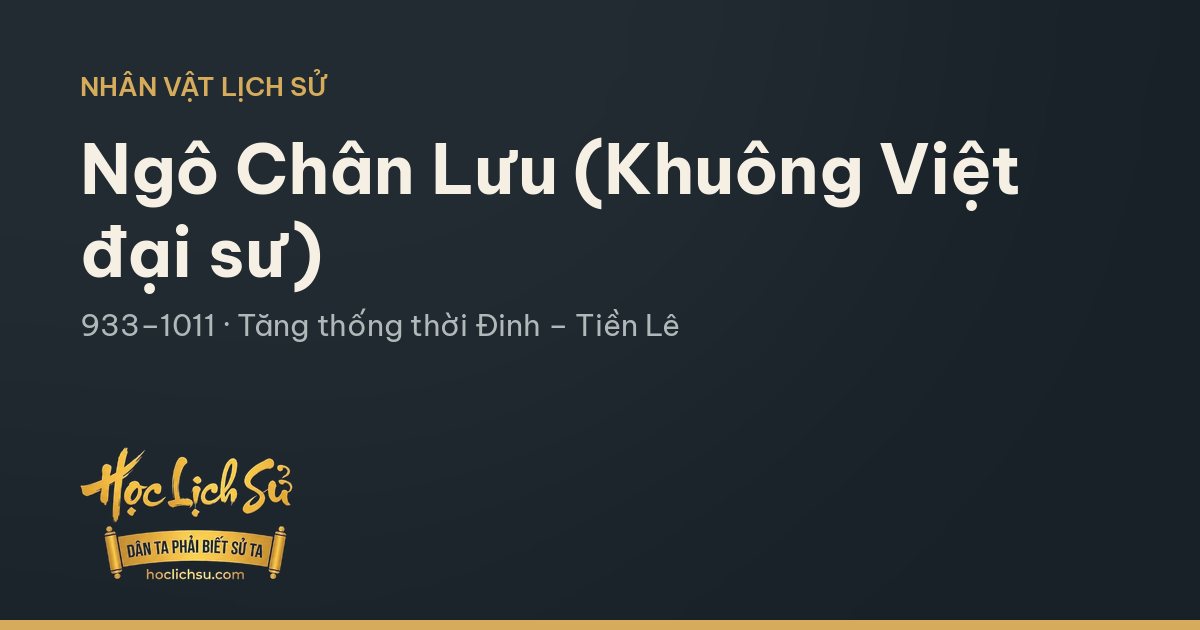 NHÂN VẬT LỊCH SỬ
Ngô Chân Lưu (Khuông Việt
đại sư)
933–1011 · Tăng thống thời Đinh – Tiền Lê
Học Lịch Sử
DÂN TA PHẢI BIẾT SỬ TA
hoclichsu.com